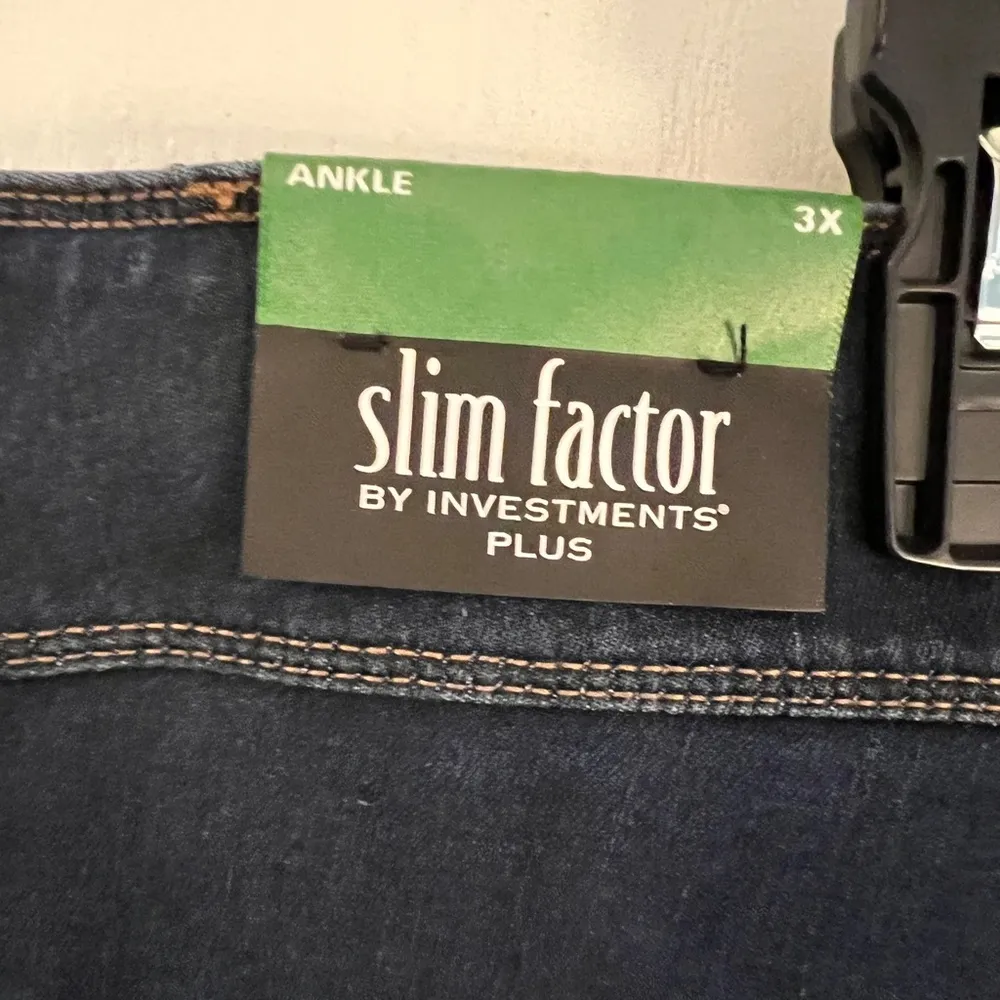 ANKLE
3X
slim factor
BY INVESTMENTS®
PLUS